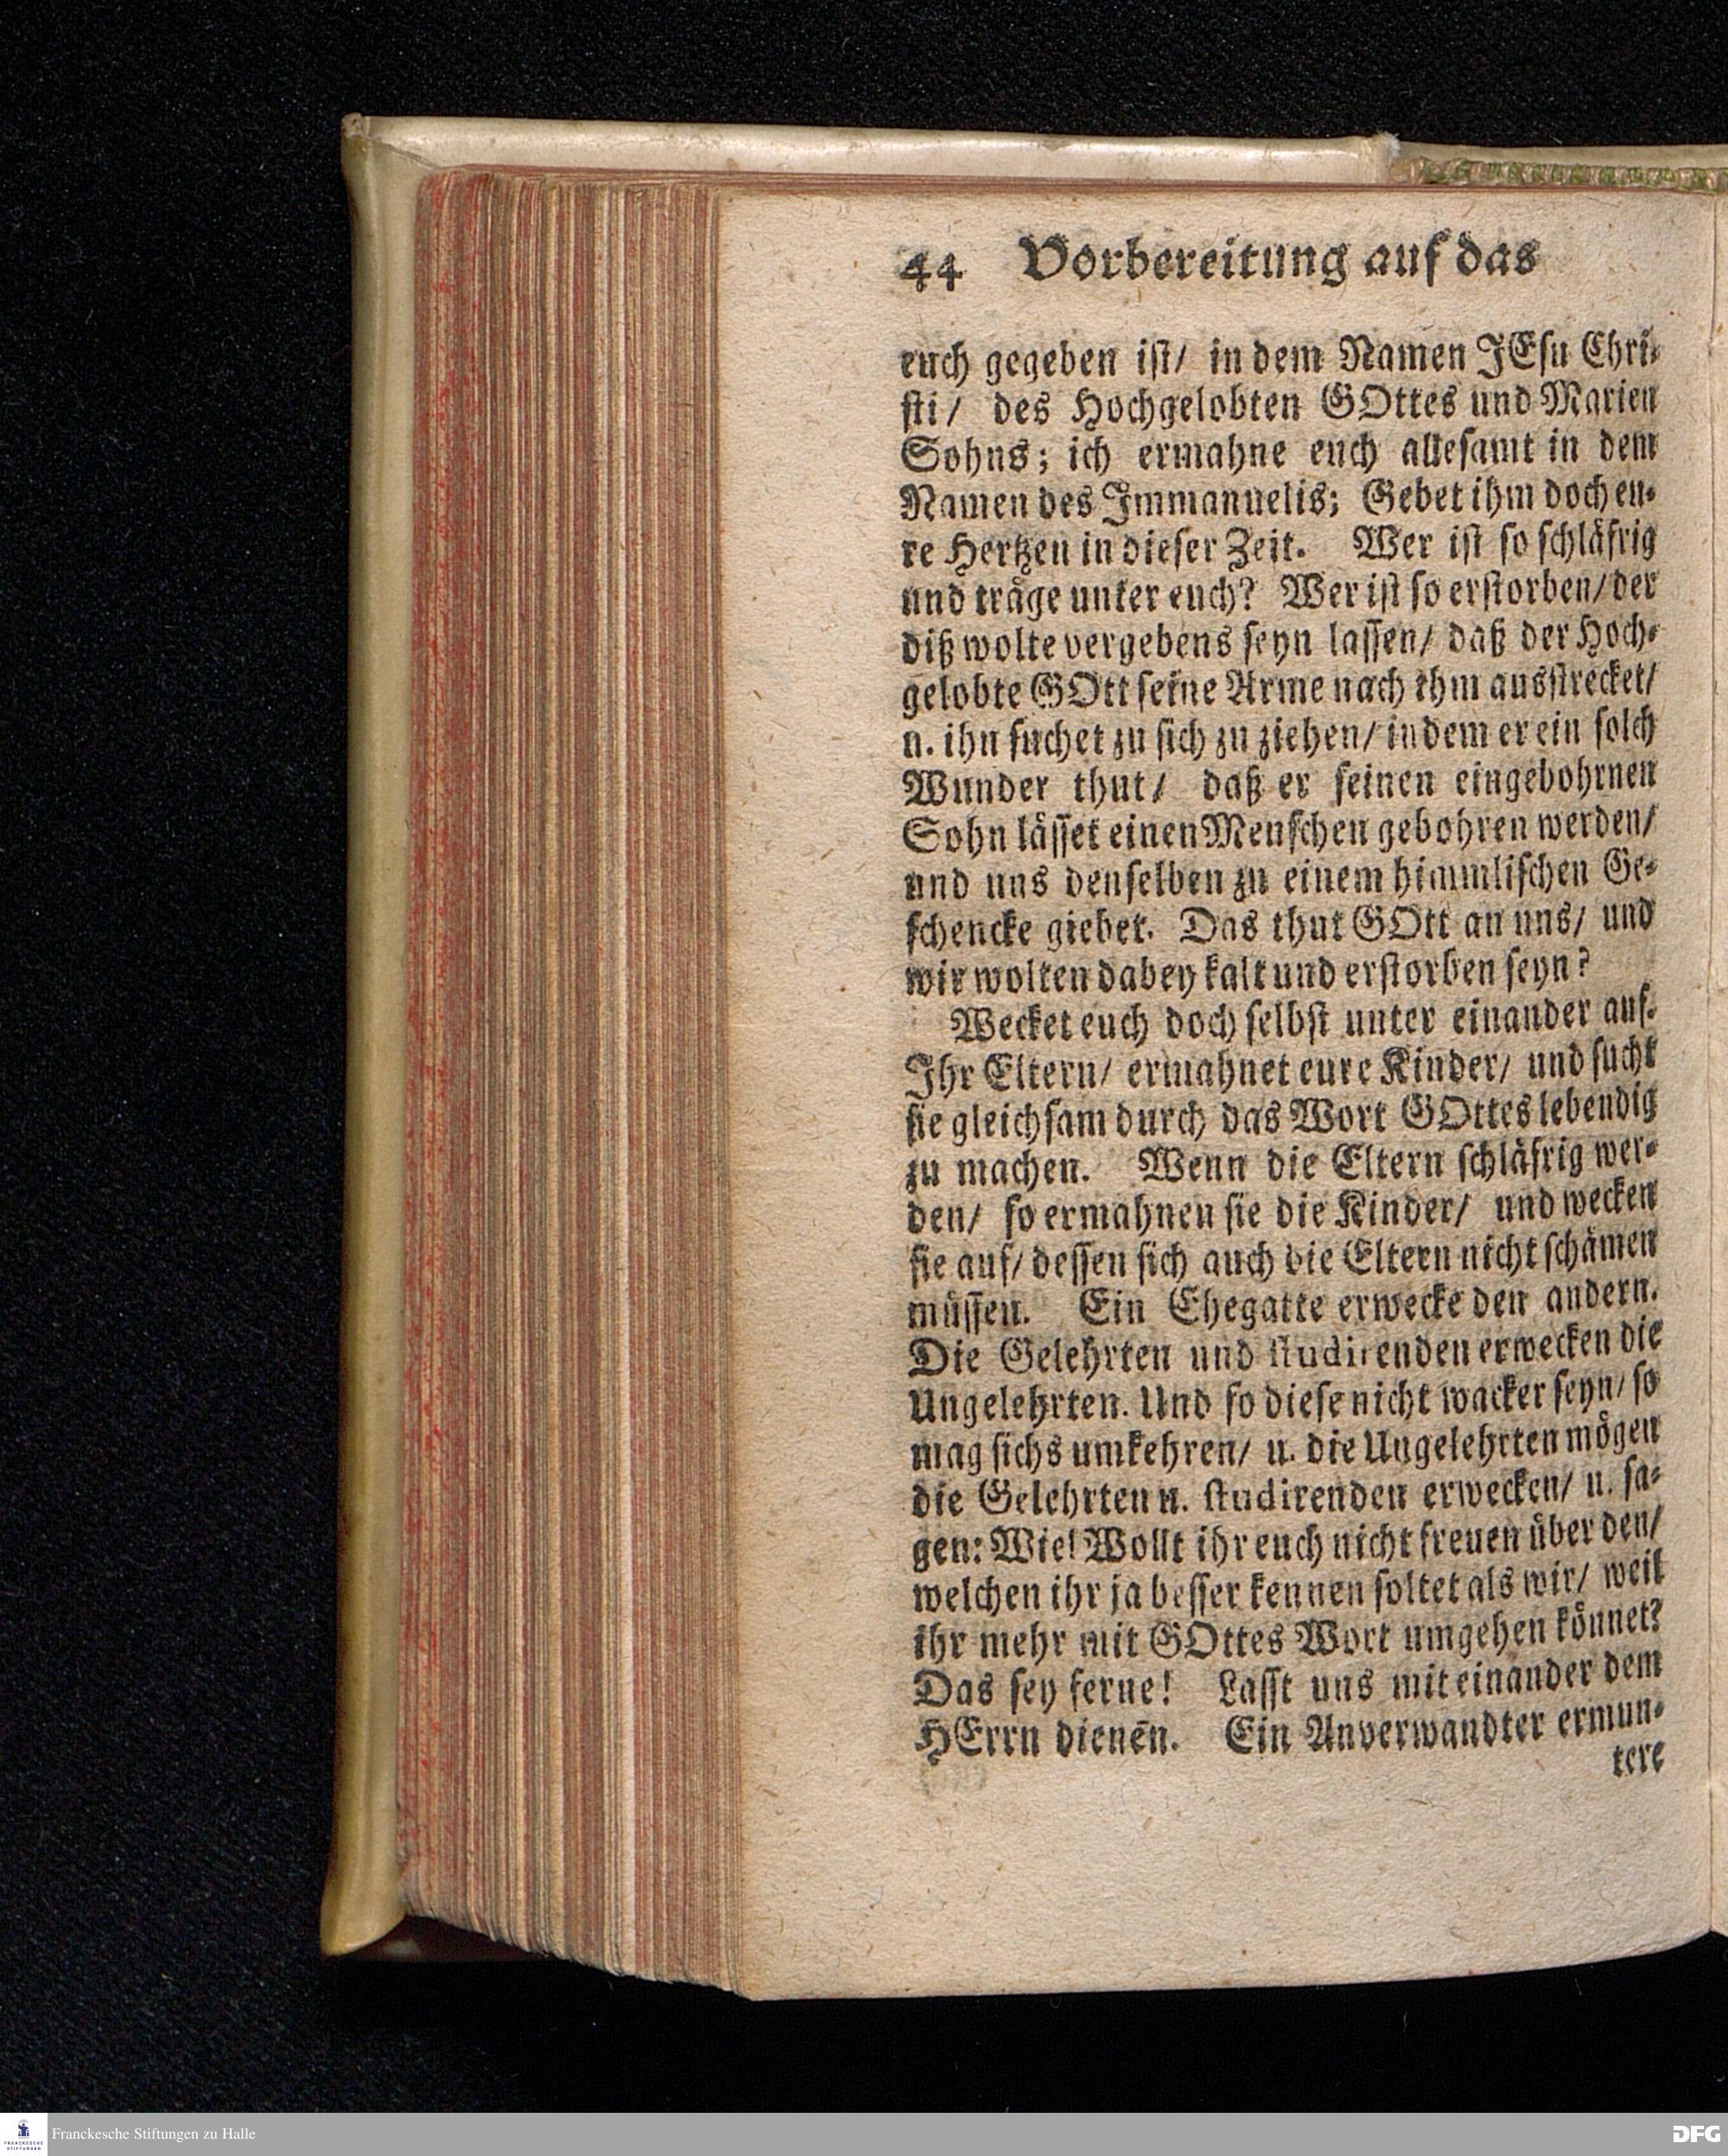 44 Vorbereitung auf das
euch gegeben ist/ in dem Namen JEsu Chri-
sti/ des Hochgelobten GOttes und Marien
Sohns; ich ermahne euch allesamt in dem
Namen des Immanuelis; Gebet ihm doch eu-
re Hertzen in dieser Zeit. Wer ist so schläfrig
und träge unter euch? Wer ist so erstorben/ der
diß wolte vergebens seyn lassen/ daß der Hoch-
gelobte GOtt seine Arme nach ihm ausstrecket/
u. ihn suchet zu sich zu ziehen/ indem er ein solch
Wunder thut/ daß er seinen eingebohrnen
Sohn lässet einen Menschen gebohren werden/
und uns denselben zu einem himmlischen Ge-
schencke giebet. Das thut GOtt an uns/ und
wir wolten dabey kalt und erstorben seyn?
Wecket euch doch selbst unter einander auf.
Ihr Eltern/ ermahnet eure Kinder/ und sucht
sie gleichsam durch das Wort GOttes lebendig
zu machen. Wenn die Eltern schläfrig wer-
den/ so ermahnen sie die Kinder/ und wecken
sie auf/ dessen sich auch die Eltern nicht schämen
müssen. Ein Ehegatte erwecke den andern.
Die Gelehrten und studirenden erwecken die
Ungelehrten. Und so diese nicht wacker seyn/ so
mag sichs umkehren/ u. die Ungelehrten mögen
die Gelehrten u. studirenden erwecken/ u. sa-
gen: Wie! Wollt ihr euch nicht freuen über den/
welchen ihr ja besser kennen soltet als wir/ weil
ihr mehr mit GOttes Wort umgehen könnet?
Das sey ferne! Lasst uns mit einander dem
HErrn dienēn. Ein Anverwandter ermun-
tere
FRANCKESCHE STIFTUNGEN
Franckesche Stiftungen zu Halle
DFG